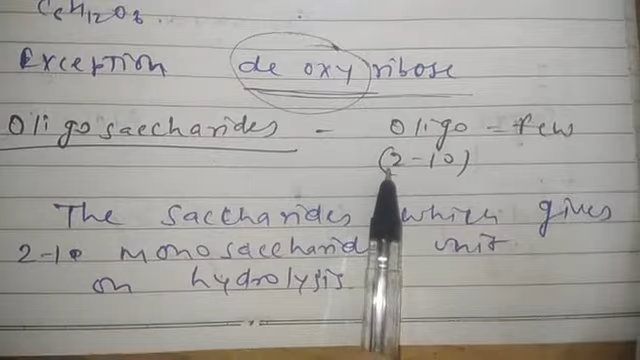 C6H12O6.
Exception de oxy ribose
Oligosaccharides - Oligo - few
(2-10)
The saccharides which gives
2-10 monosaccharide unit
on hydrolysis